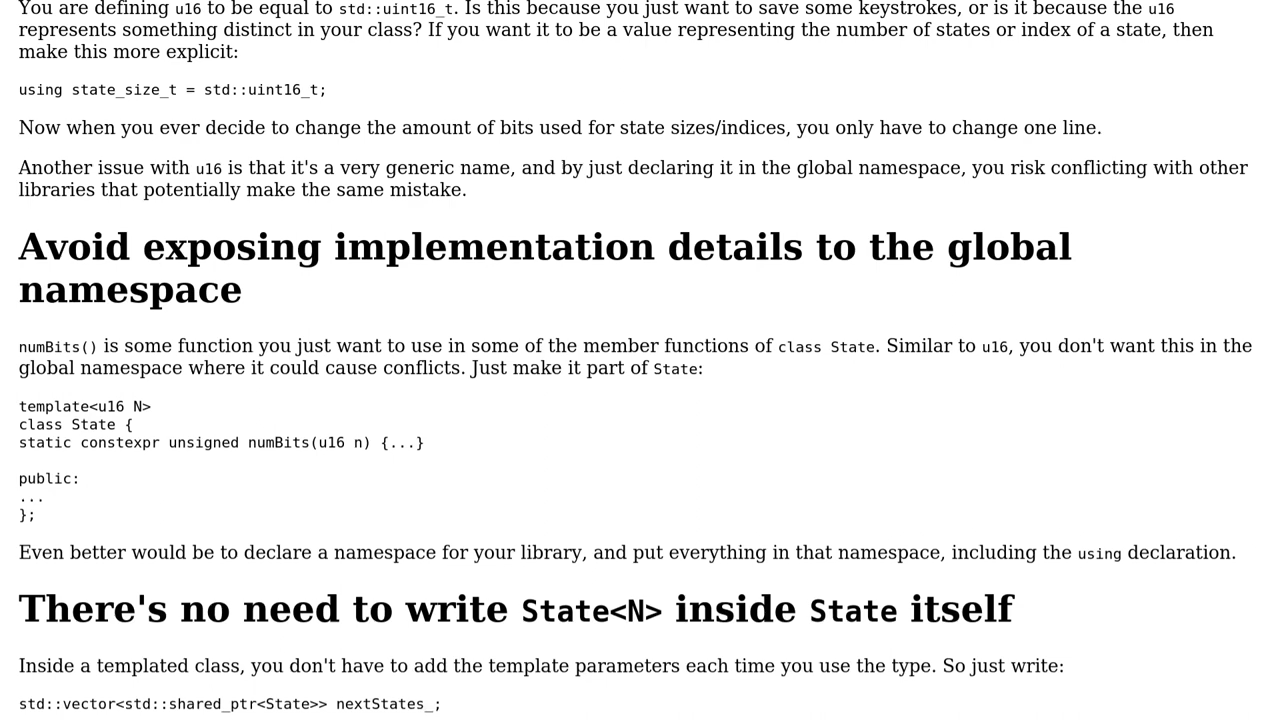 You are defining u16 to be equal to std::uint16_t. Is this because you just want to save some keystrokes, or is it because the u16
represents something distinct in your class? If you want it to be a value representing the number of states or index of a state, then
make this more explicit:
using state_size_t = std::uint16_t;
Now when you ever decide to change the amount of bits used for state sizes/indices, you only have to change one line.
Another issue with u16 is that it's a very generic name, and by just declaring it in the global namespace, you risk conflicting with other
libraries that potentially make the same mistake.
Avoid exposing implementation details to the global
namespace
numBits() is some function you just want to use in some of the member functions of class State. Similar to u16, you don't want this in the
global namespace where it could cause conflicts. Just make it part of State:
template<u16 N>
class State {
static constexpr unsigned numBits(u16 n) {...}
public:
...
};
Even better would be to declare a namespace for your library, and put everything in that namespace, including the using declaration.
There's no need to write State<N> inside State itself
Inside a templated class, you don't have to add the template parameters each time you use the type. So just write:
std::vector<std::shared_ptr<State>> nextStates_;